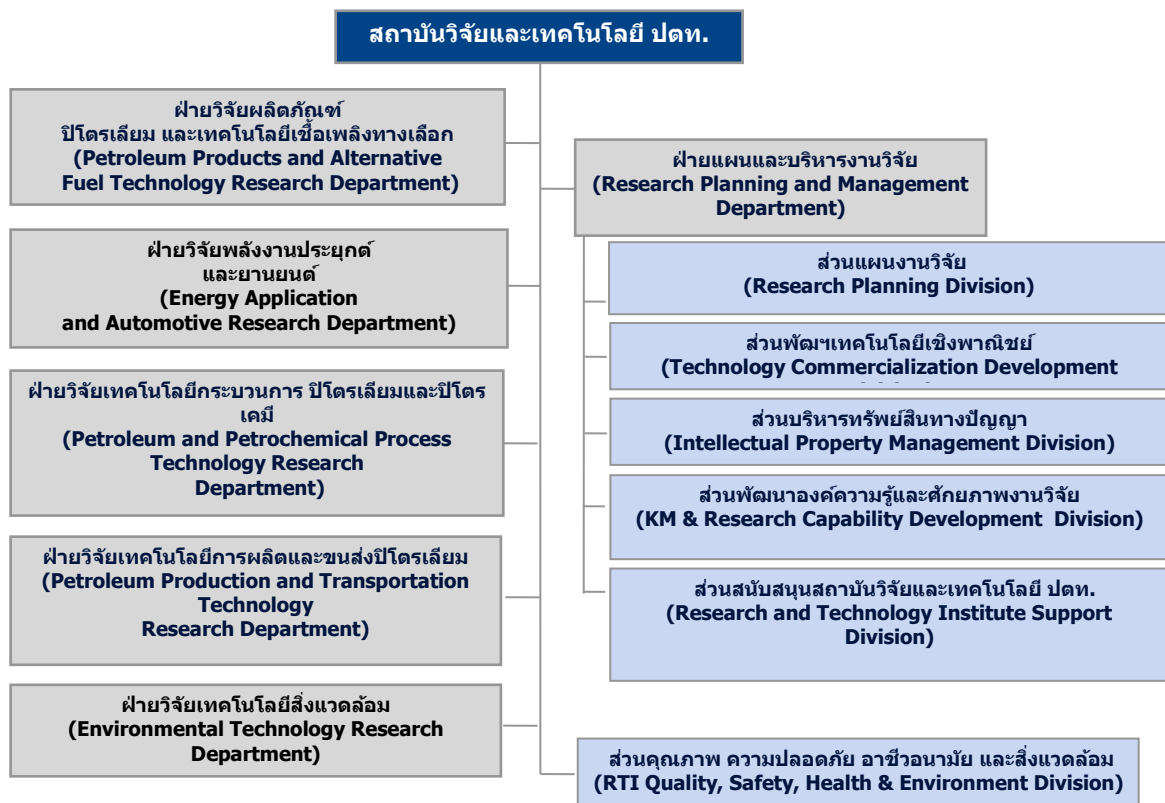 สถาบันวิจัยและเทคโนโลยี ปตท.
ฝ่ายวิจัยผลิตภัณฑ์
ปิโตรเลียม และเทคโนโลยีเชื้อเพลิงทางเลือก
(Petroleum Products and Alternative
Fuel Technology Research Department)
ฝ่ายวิจัยพลังงานประยุกต์
และยานยนต์
(Energy Application
and Automotive Research Department)
ฝ่ายวิจัยเทคโนโลยีกระบวนการ ปิโตรเลียมและปิโตร
เคมี
(Petroleum and Petrochemical Process
Technology Research
Department)
ฝ่ายวิจัยเทคโนโลยีการผลิตและขนส่งปิโตรเลียม
(Petroleum Production and Transportation
Technology
Research Department)
ฝ่ายวิจัยเทคโนโลยีสิ่งแวดล้อม
(Environmental Technology Research
Department)
ฝ่ายแผนและบริหารงานวิจัย
(Research Planning and Management
Department)
ส่วนแผนงานวิจัย
(Research Planning Division)
ส่วนพัฒฯเทคโนโลยีเชิงพาณิชย์
(Technology Commercialization Development
ส่วนบริหารทรัพย์สินทางปัญญา
(Intellectual Property Management Division)
ส่วนพัฒนาองค์ความรู้และศักยภาพงานวิจัย
(KM & Research Capability Development Division)
ส่วนสนับสนุนสถาบันวิจัยและเทคโนโลยี ปตท.
(Research and Technology Institute Support
Division)
ส่วนคุณภาพ ความปลอดภัย อาชีวอนามัย และสิ่งแวดล้อม
(RTI Quality, Safety, Health & Environment Division)